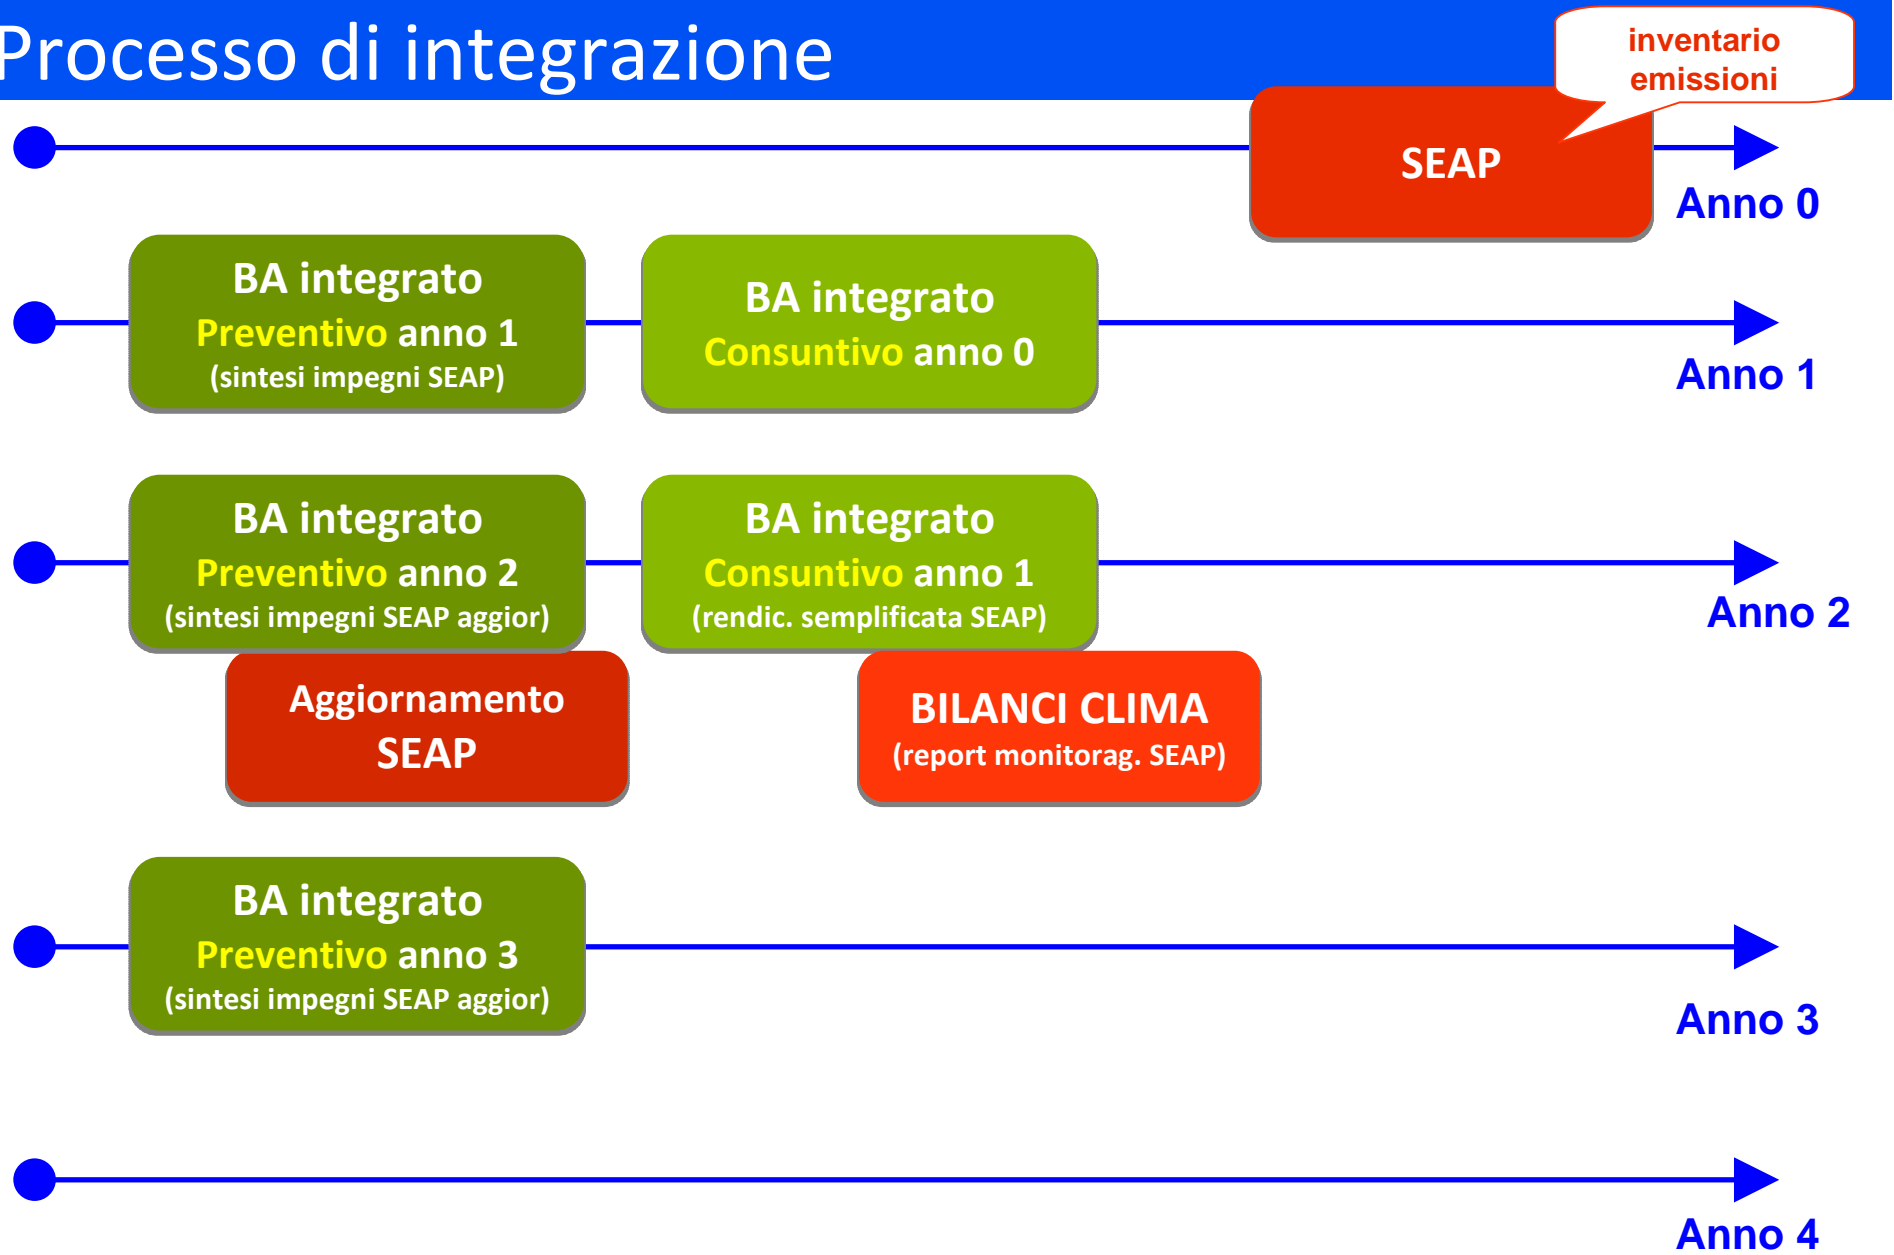 Processo di integrazione
inventario
emissioni
SEAP
Anno 0
BA integrato
Preventivo anno 1
(sintesi impegni SEAP)
BA integrato
Consuntivo anno 0
Anno 1
BA integrato
Preventivo anno 2
(sintesi impegni SEAP aggior)
BA integrato
Consuntivo anno 1
(rendic. semplificata SEAP)
Anno 2
Aggiornamento
SEAP
BILANCI CLIMA
(report monitorag. SEAP)
BA integrato
Preventivo anno 3
(sintesi impegni SEAP aggior)
Anno 3
Anno 4